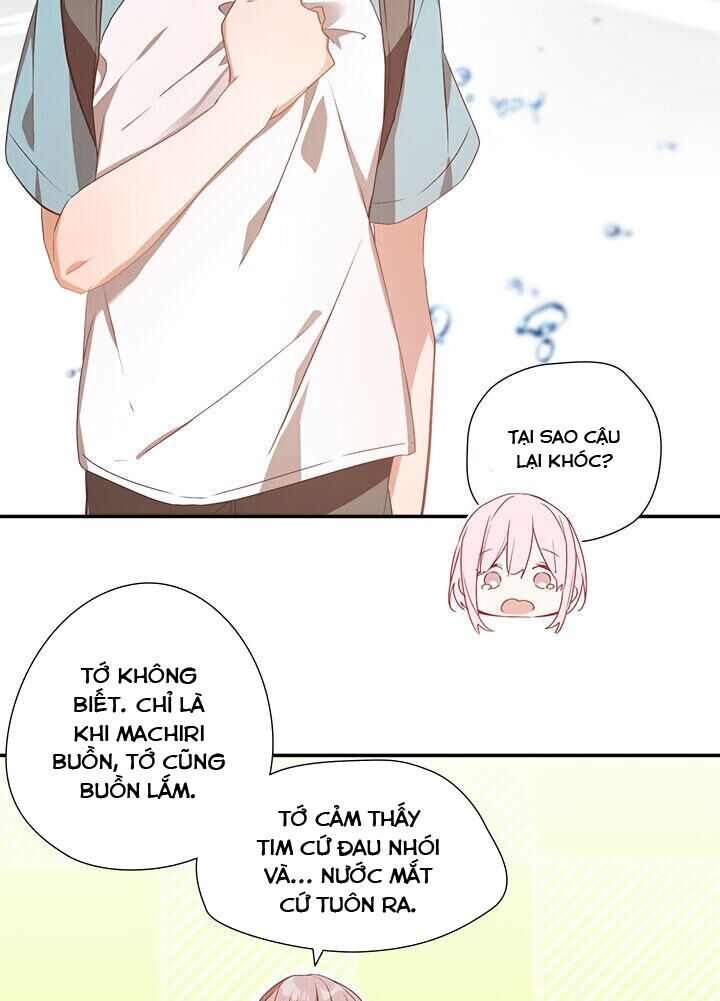 TẠI SAO CẬU
LẠI KHÓC?
TỚ KHÔNG
BIẾT. CHỈ LÀ
KHI MACHIRI
BUỒN, TỚ CŨNG
BUỒN LẮM.
TỚ CẢM THẤY
TIM CỨ ĐAU NHÓI
VÀ... NƯỚC MẮT
CỨ TUÔN RA.